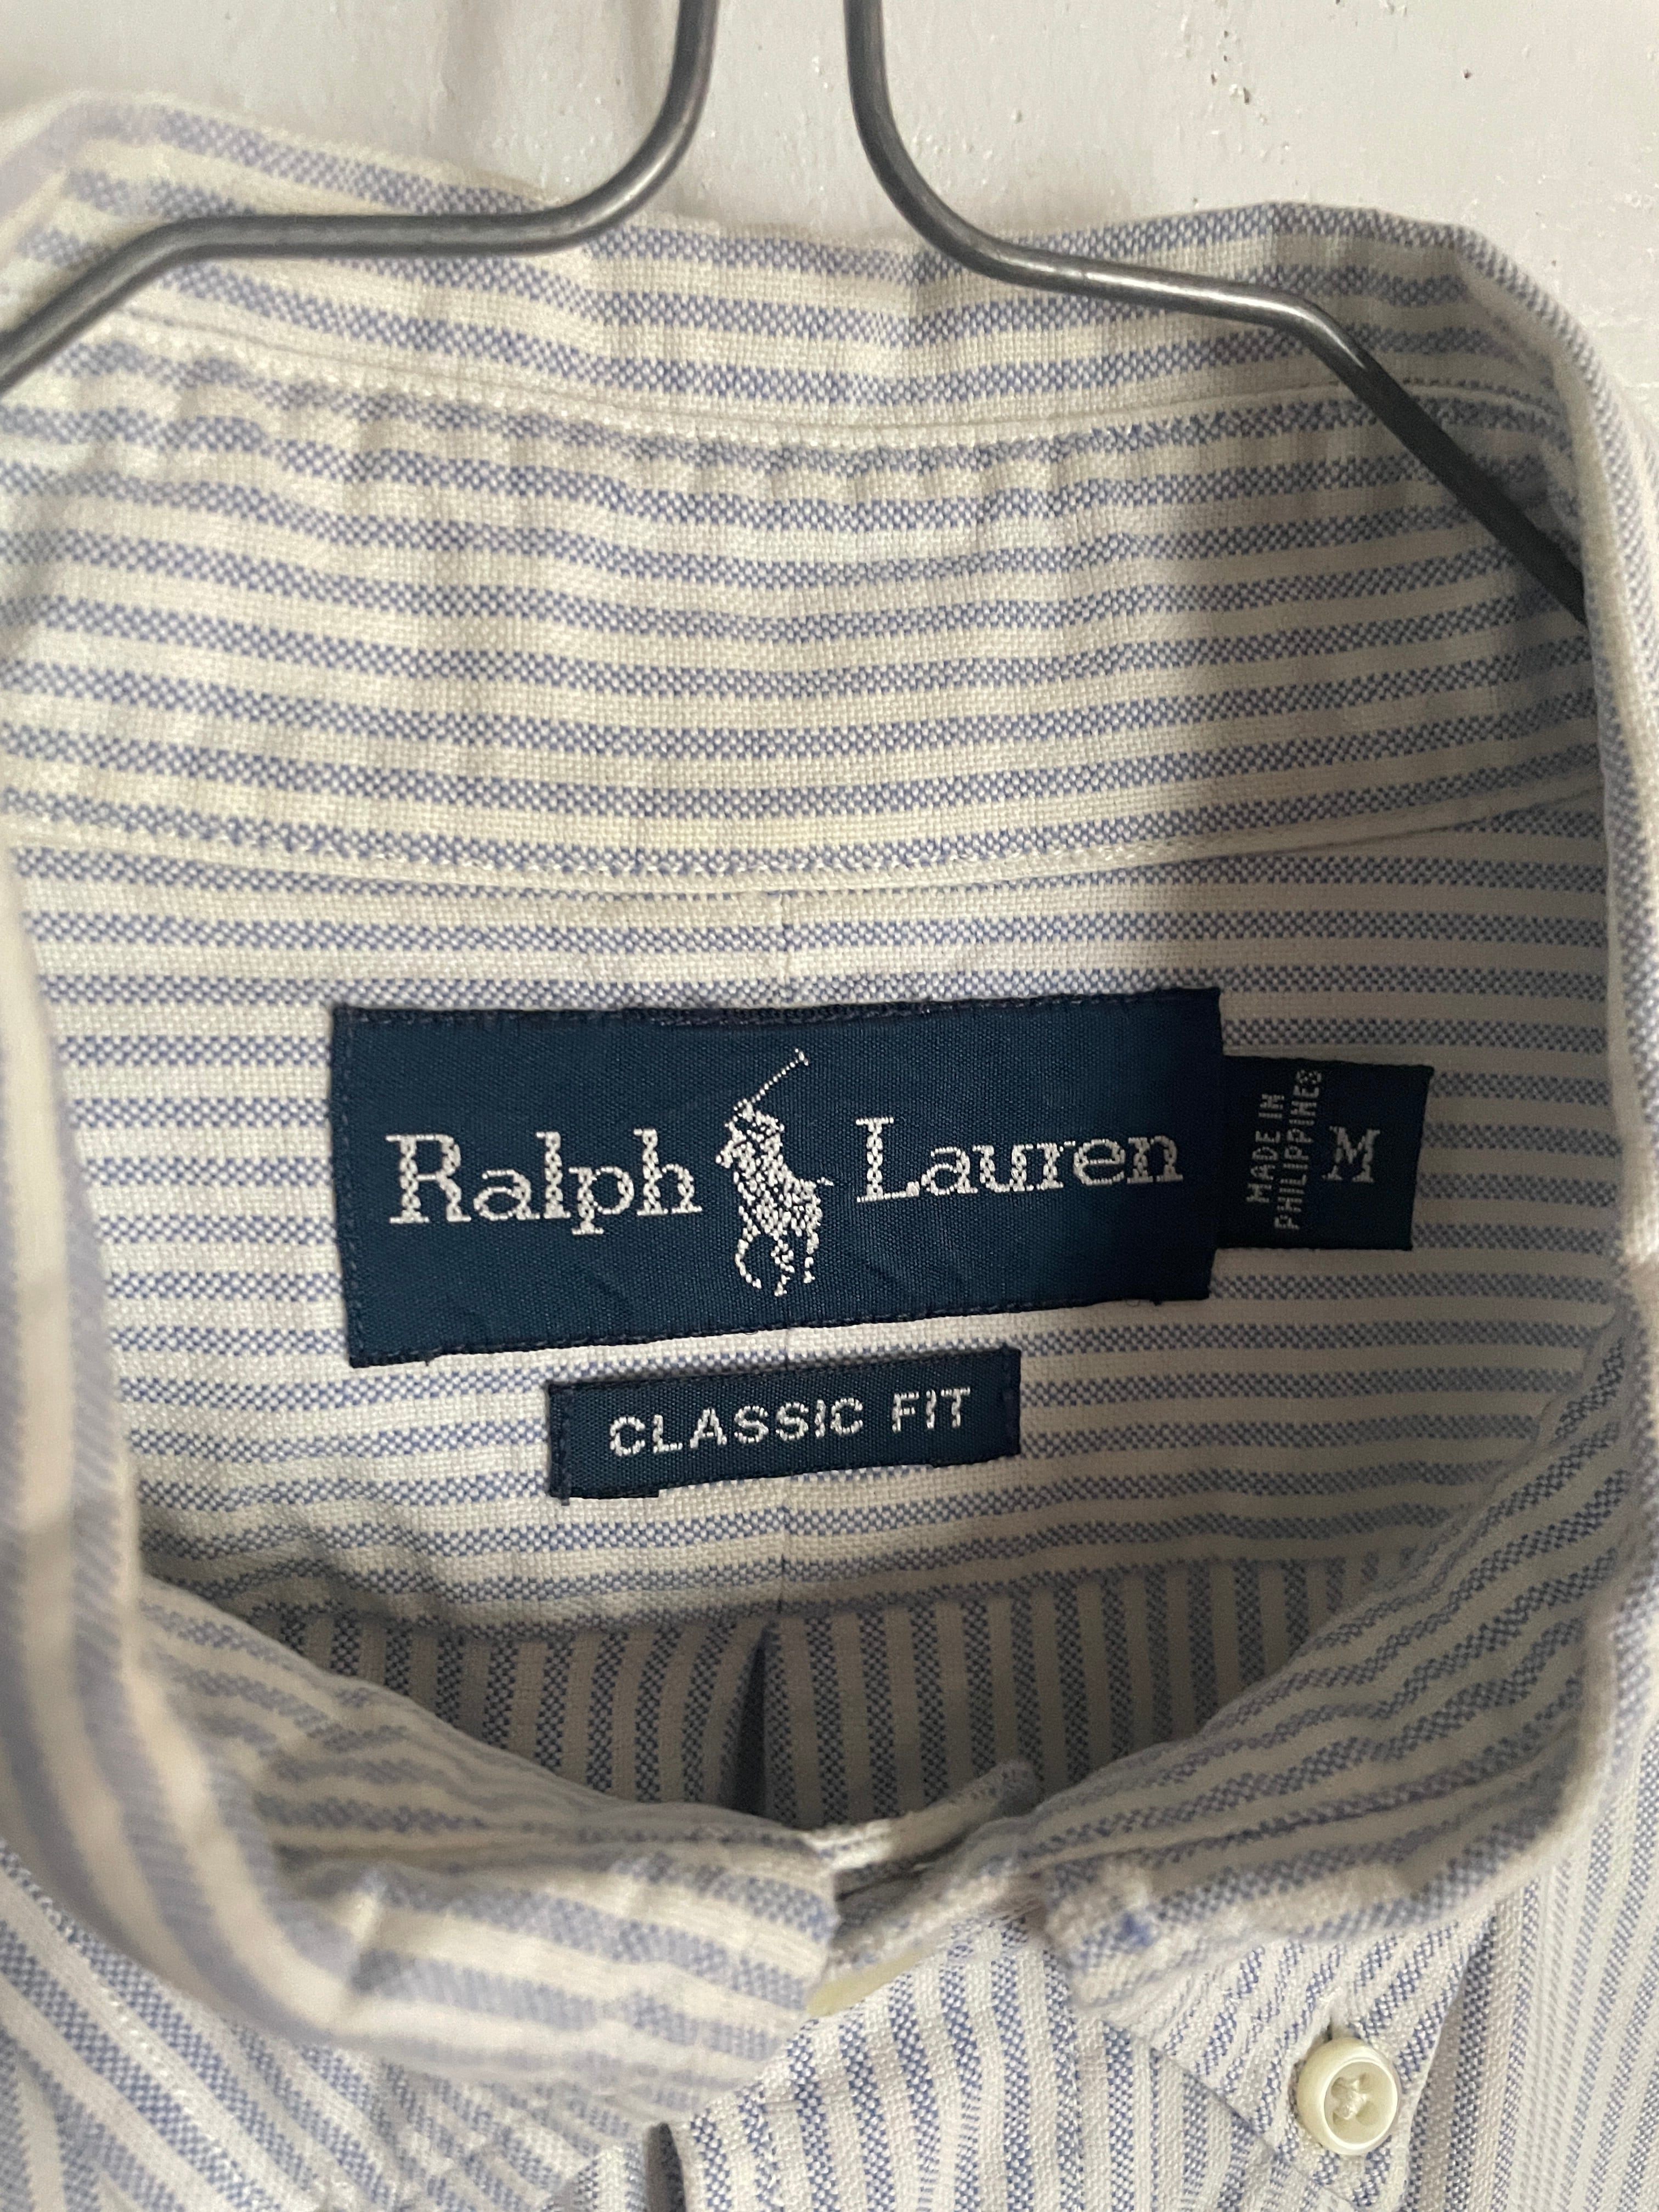 Ralph Lauren
MADE IN
PHILIPPINES
M
CLASSIC FIT